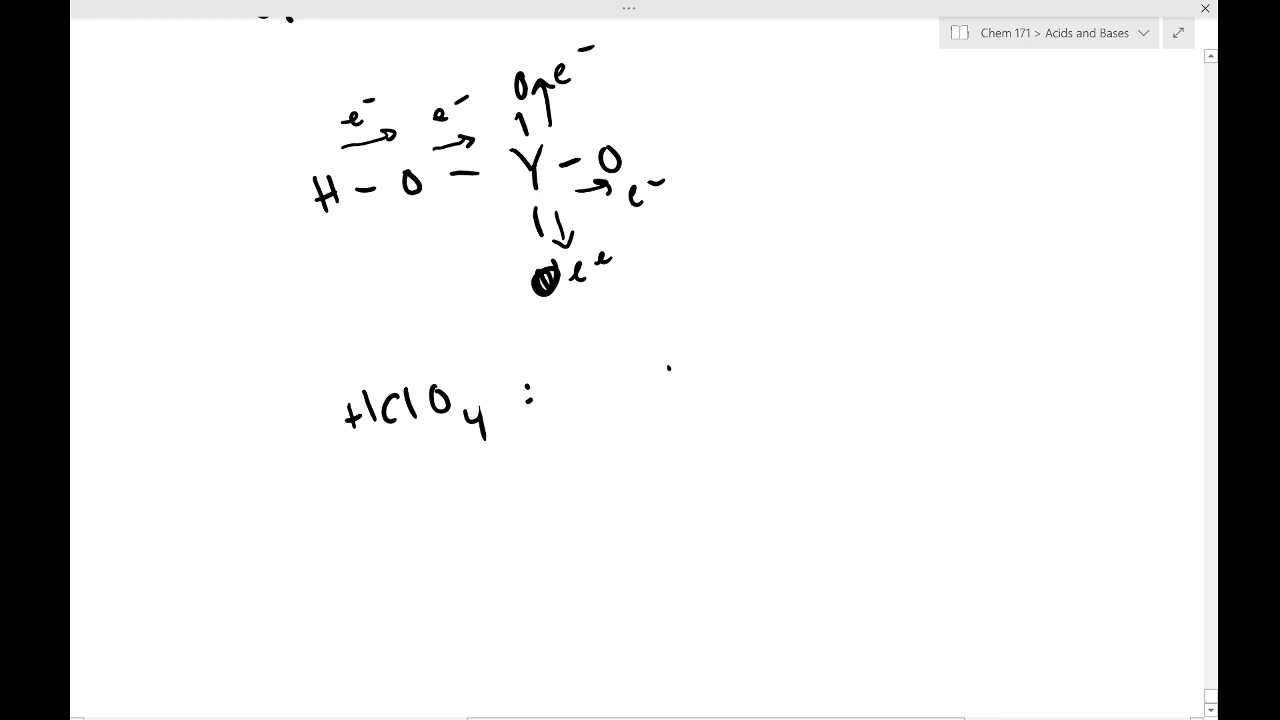 Chem 171 > Acids and Bases
O e⁻
e⁻ e⁻
H - O - Y - O
e⁻
e e
HClO₄ :